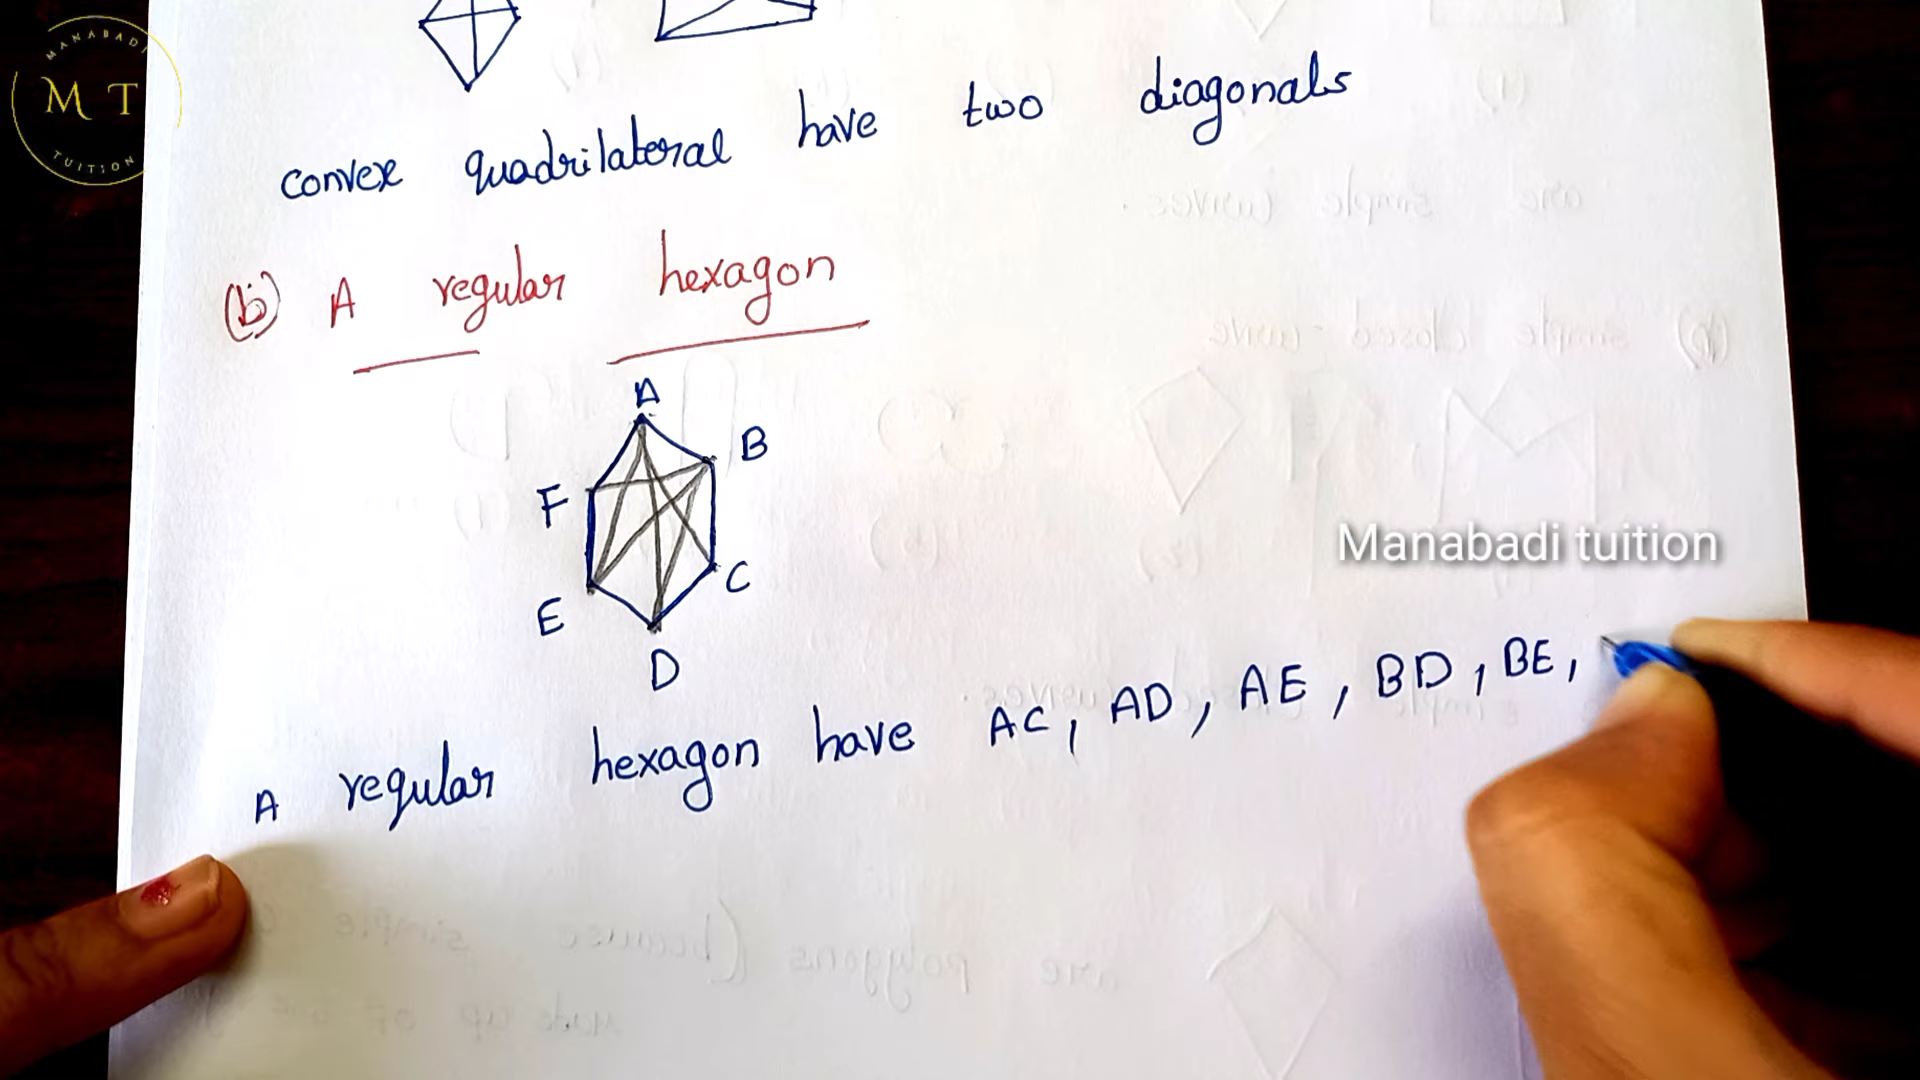 MANABADI
M T
TUITION
convex quadrilateral have two diagonals
(b) A regular hexagon
A
B
F
E
C
D
Manabadi tuition
A regular hexagon have AC, AD, AE, BD, BE,